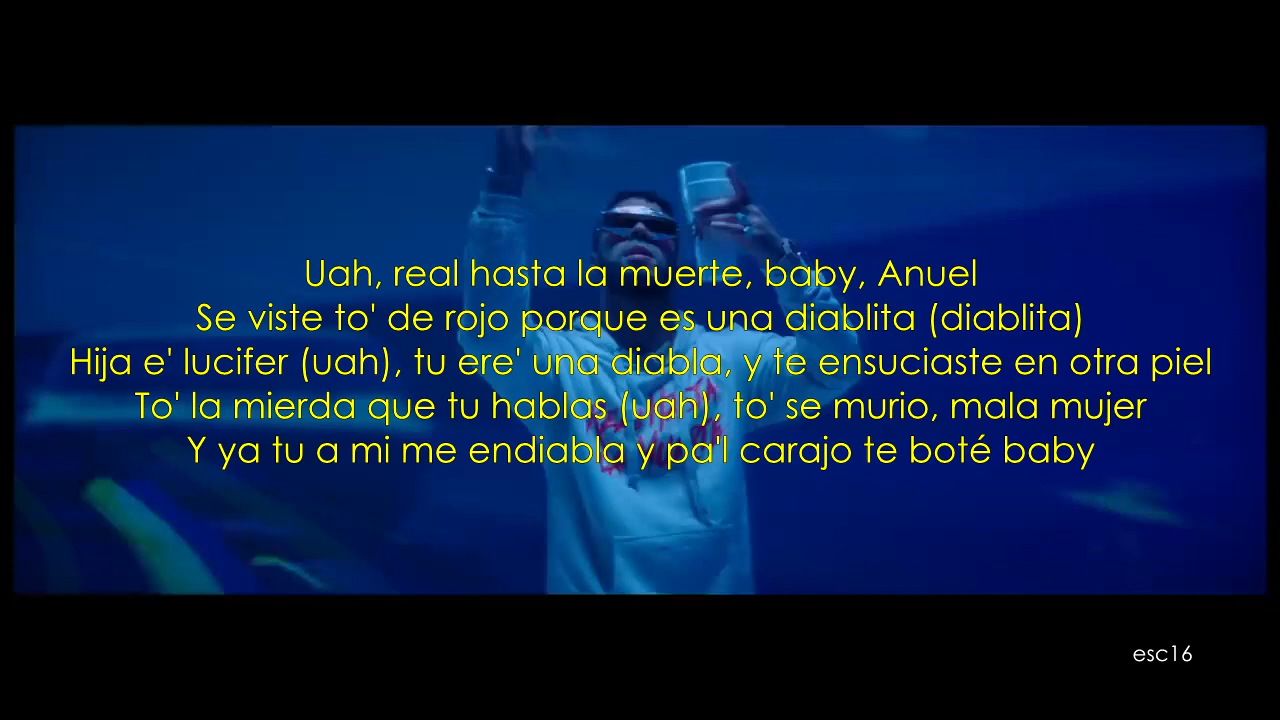 Uah, real hasta la muerte, baby, Anuel
Se viste to' de rojo porque es una diablita (diablita)
Hija e' lucifer (uah), tu ere' una diabla, y te ensuciaste en otra piel
To' la mierda que tu hablas (uah), to' se murio, mala mujer
Y ya tu a mi me endiabla y pa'l carajo te boté baby
esc16